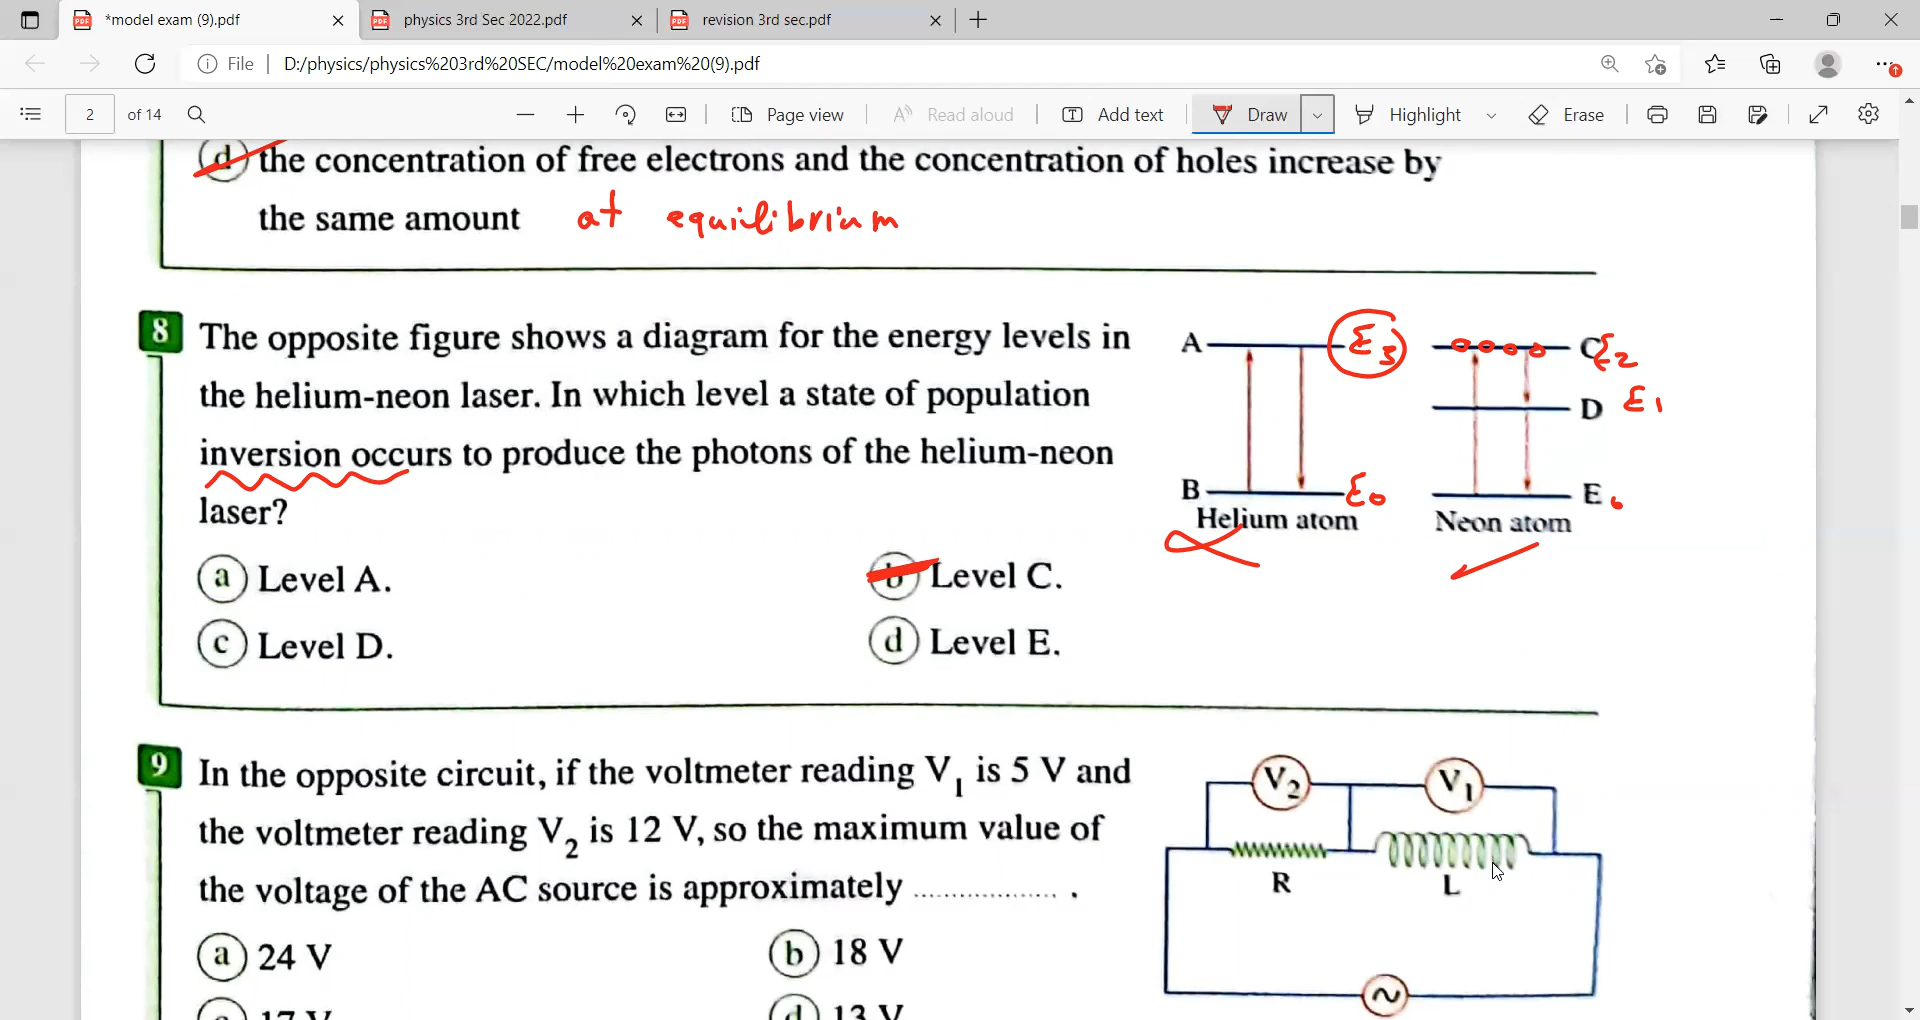 *model exam (9).pdf
physics 3rd Sec 2022.pdf
revision 3rd sec.pdf
File
D:/physics/physics%203rd%20SEC/model%20exam%20(9).pdf
2 of 14
Page view
Read aloud
Add text
Draw
Highlight
Erase
d the concentration of free electrons and the concentration of holes increase by
the same amount at equilibrium
8 The opposite figure shows a diagram for the energy levels in
the helium-neon laser. In which level a state of population
inversion occurs to produce the photons of the helium-neon
laser?
A E3
C E2
D E1
B E0
E0
Helium atom
Neon atom
a Level A.
b Level C.
c Level D.
d Level E.
9 In the opposite circuit, if the voltmeter reading V1 is 5 V and
the voltmeter reading V2 is 12 V, so the maximum value of
the voltage of the AC source is approximately .................. .
V2
V1
R
L
a 24 V
b 18 V
c 17 V
d 13 V